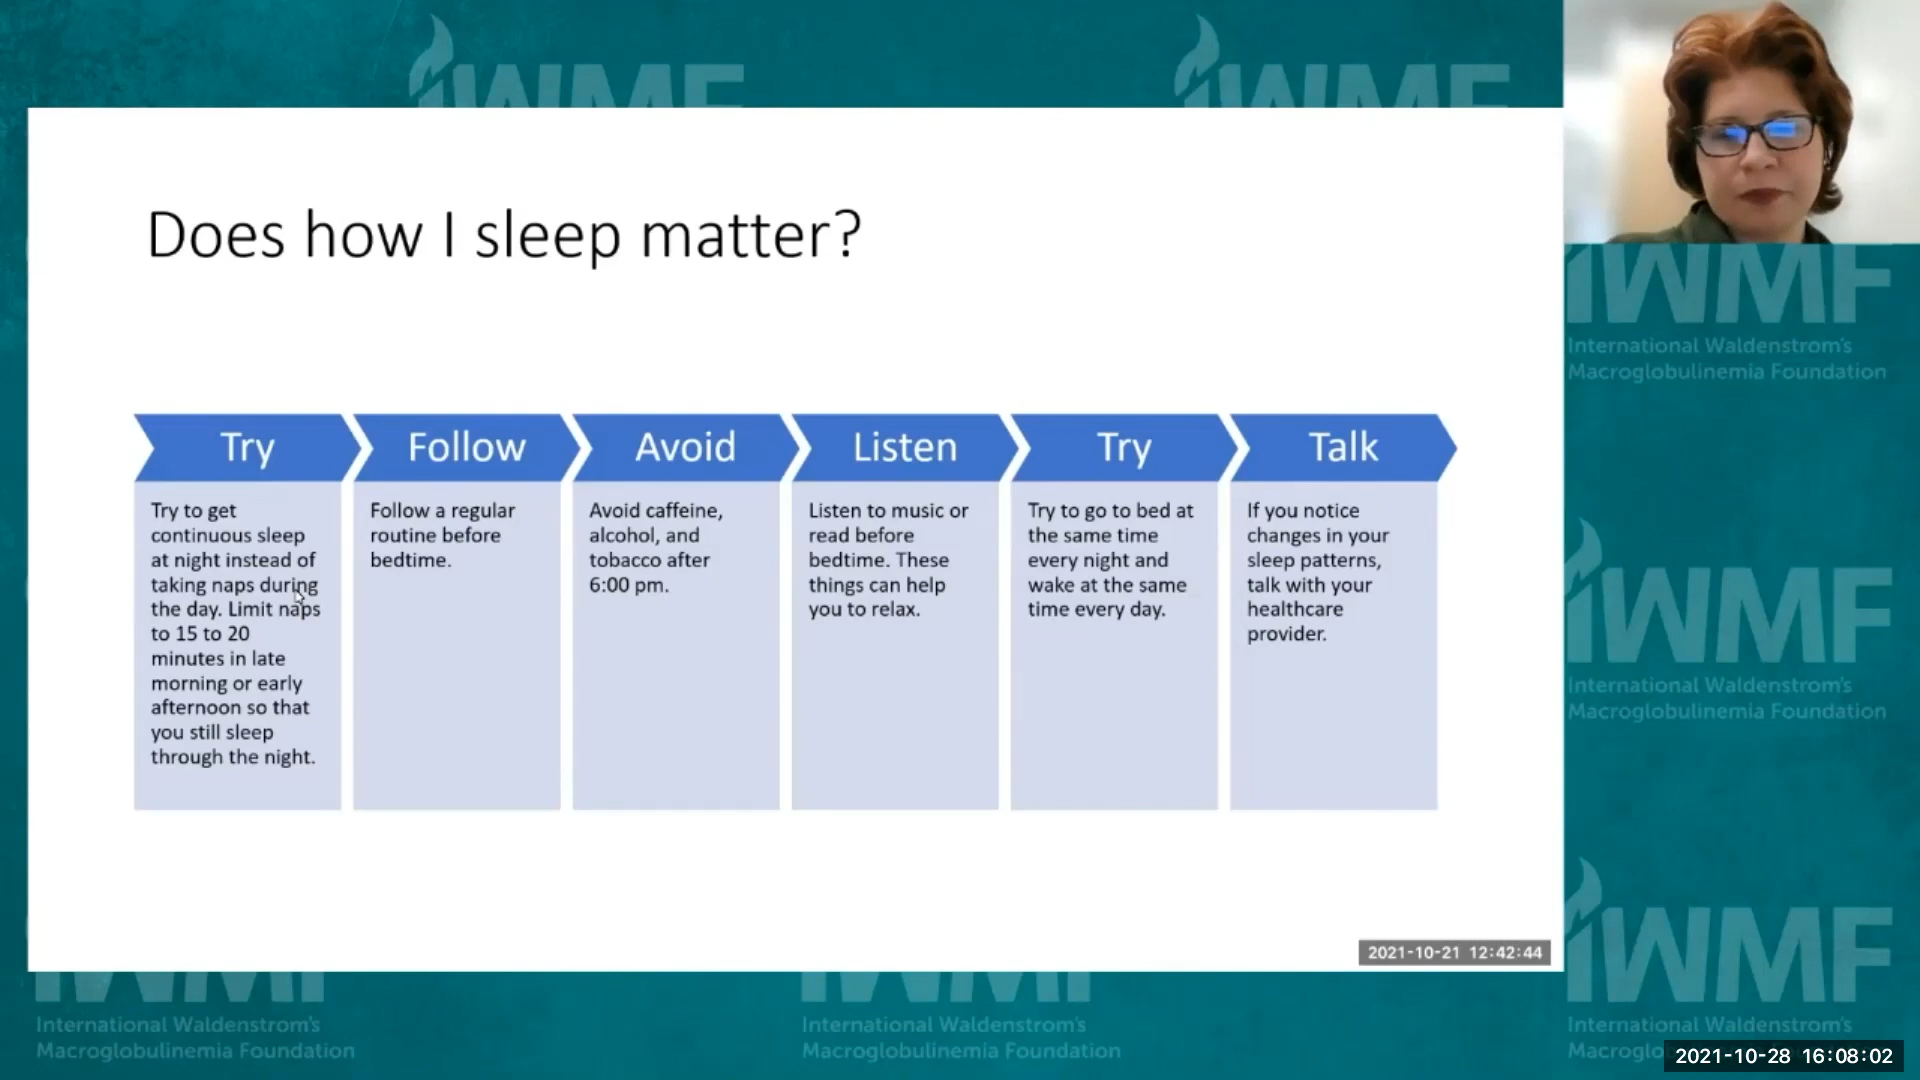 IWMF
IWMF
Does how I sleep matter?
Try
Try to get
continuous sleep
at night instead of
taking naps during
the day. Limit naps
to 15 to 20
minutes in late
morning or early
afternoon so that
you still sleep
through the night.
Follow
Follow a regular
routine before
bedtime.
Avoid
Avoid caffeine,
alcohol, and
tobacco after
6:00 pm.
Listen
Listen to music or
read before
bedtime. These
things can help
you to relax.
Try
Try to go to bed at
the same time
every night and
wake at the same
time every day.
Talk
If you notice
changes in your
sleep patterns,
talk with your
healthcare
provider.
2021-10-21 12:42:44
IWMF
International Waldenstrom's
Macroglobulinemia Foundation
IWMF
International Waldenstrom's
Macroglobulinemia Foundation
IWMF
International Waldenstrom's
Macroglobulinemia Foundation
IWMF
International Waldenstrom's
Macroglobulinemia Foundation
IWMF
International Waldenstrom's
2021-10-28 16:08:02